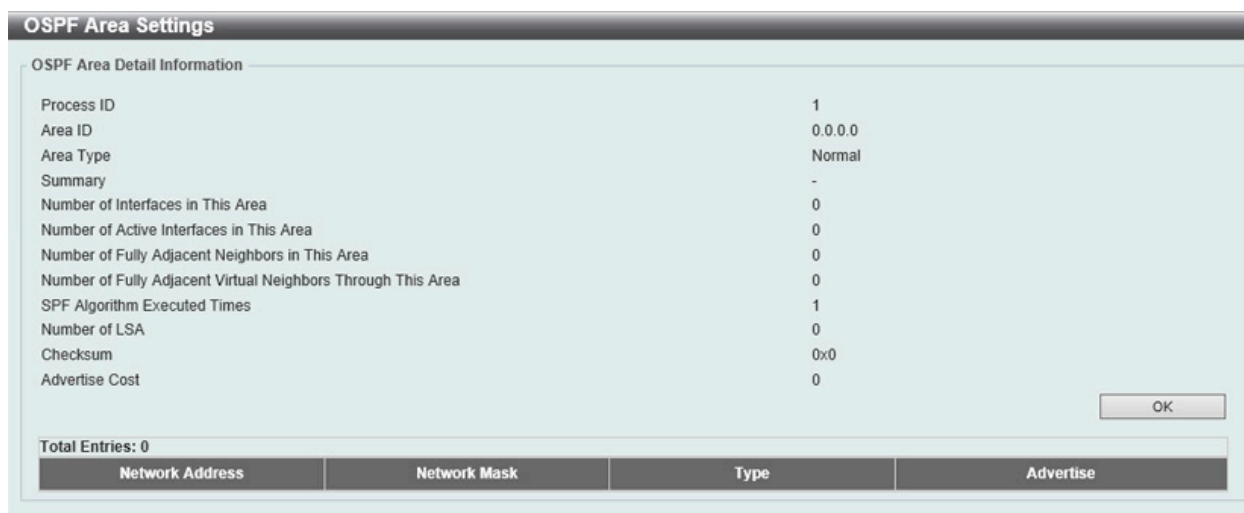 OSPF Area Settings
OSPF Area Detail Information
Process ID 1
Area ID 0.0.0.0
Area Type Normal
Summary -
Number of Interfaces in This Area 0
Number of Active Interfaces in This Area 0
Number of Fully Adjacent Neighbors in This Area 0
Number of Fully Adjacent Virtual Neighbors Through This Area 0
SPF Algorithm Executed Times 1
Number of LSA 0
Checksum 0x0
Advertise Cost 0
OK
Total Entries: 0
Network Address Network Mask Type Advertise